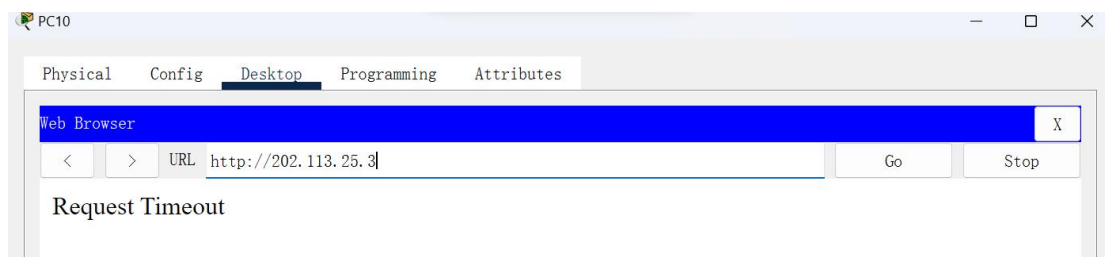 PC10
Physical Config Desktop Programming Attributes
Web Browser X
< > URL http://202.113.25.3 Go Stop
Request Timeout